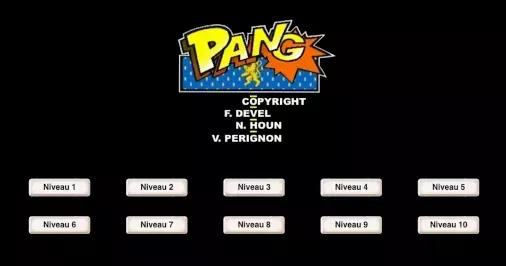 PANG
COPYRIGHT
F. DEVEL
N. HOUN
V. PERIGNON
Niveau 1 Niveau 2 Niveau 3 Niveau 4 Niveau 5
Niveau 6 Niveau 7 Niveau 8 Niveau 9 Niveau 10